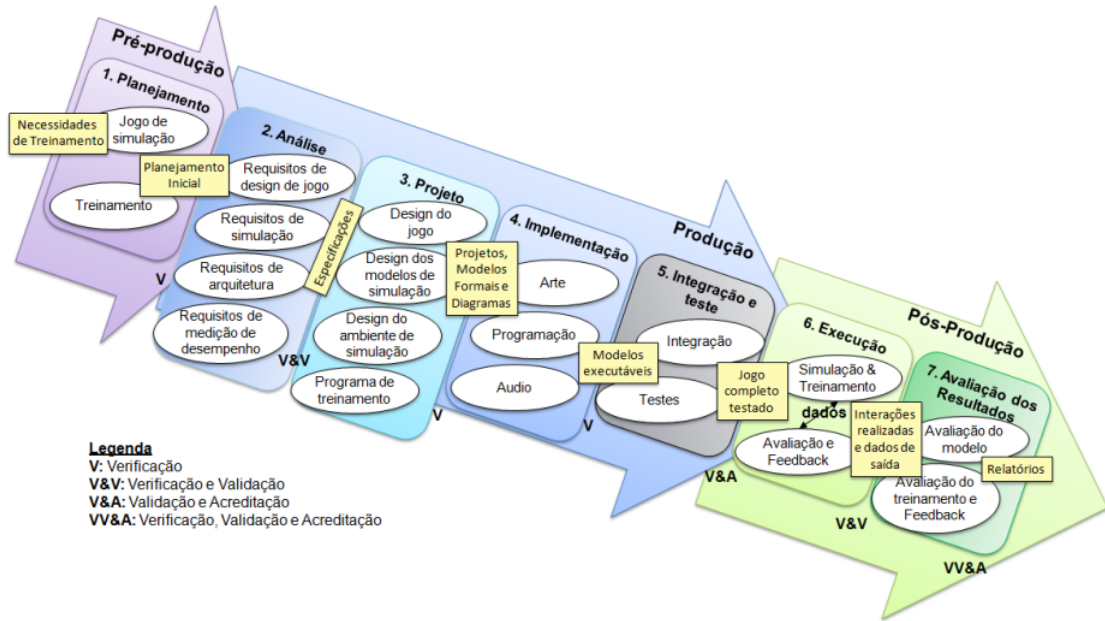 Pré-produção
1. Planejamento
Necessidades
de Treinamento
Jogo de
simulação
Treinamento
Planejamento
Inicial
V
Produção
2. Análise
Requisitos de
design de jogo
Requisitos de
simulação
Requisitos de
arquitetura
Requisitos de
medição de
desempenho
Especificações
V&V
3. Projeto
Design do
jogo
Design dos
modelos de
simulação
Design do
ambiente de
simulação
Programa de
treinamento
Projetos,
Modelos
Formais e
Diagramas
V
4. Implementação
Arte
Programação
Audio
Modelos
executáveis
V
5. Integração e
teste
Integração
Testes
Jogo
completo
testado
V&A
Pós-Produção
6. Execução
Simulação &
Treinamento
dados
Avaliação e
Feedback
Interações
realizadas
e dados de
saída
V&V
7. Avaliação dos
Resultados
Avaliação do
modelo
Avaliação do
treinamento e
Feedback
Relatórios
VV&A
Legenda
V: Verificação
V&V: Verificação e Validação
V&A: Validação e Acreditação
VV&A: Verificação, Validação e Acreditação